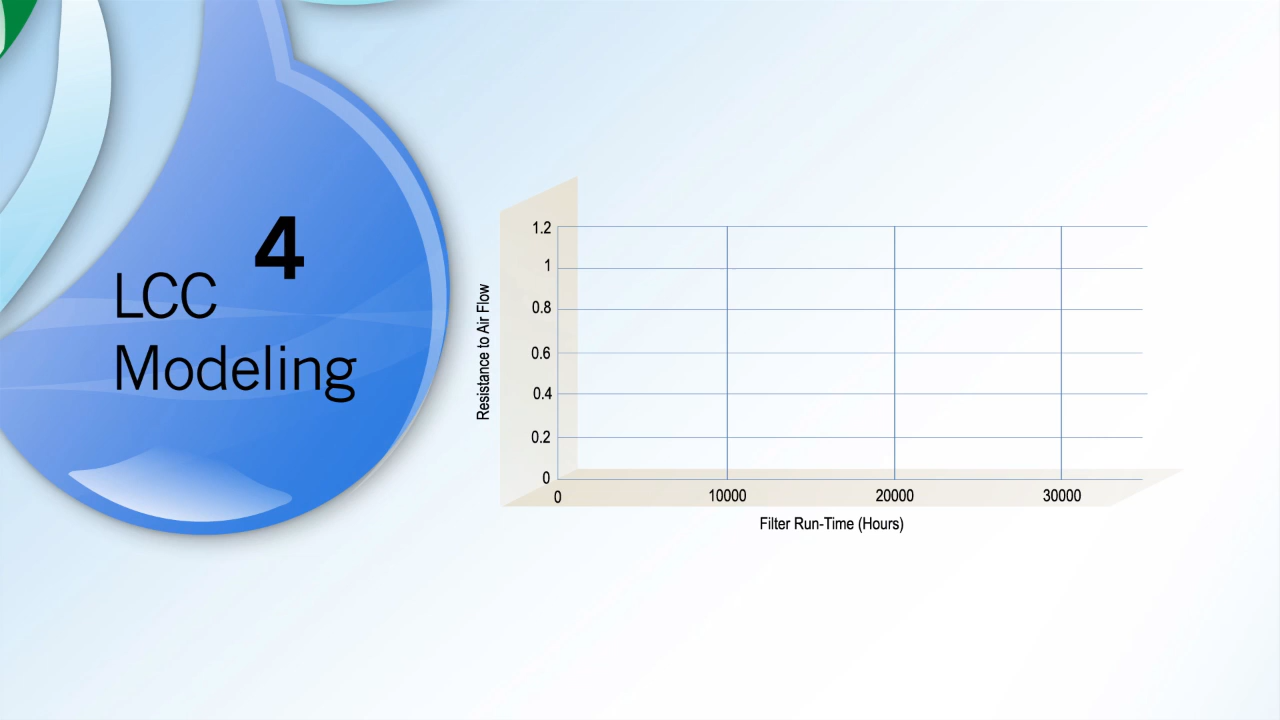 4
LCC
Modeling
Resistance to Air Flow
1.2
1
0.8
0.6
0.4
0.2
0
0 10000 20000 30000
Filter Run-Time (Hours)